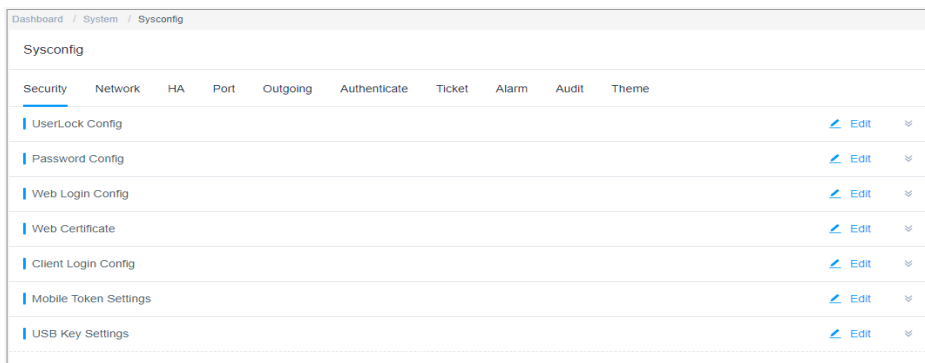 Dashboard / System / Sysconfig
Sysconfig
Security Network HA Port Outgoing Authenticate Ticket Alarm Audit Theme
UserLock Config Edit
Password Config Edit
Web Login Config Edit
Web Certificate Edit
Client Login Config Edit
Mobile Token Settings Edit
USB Key Settings Edit